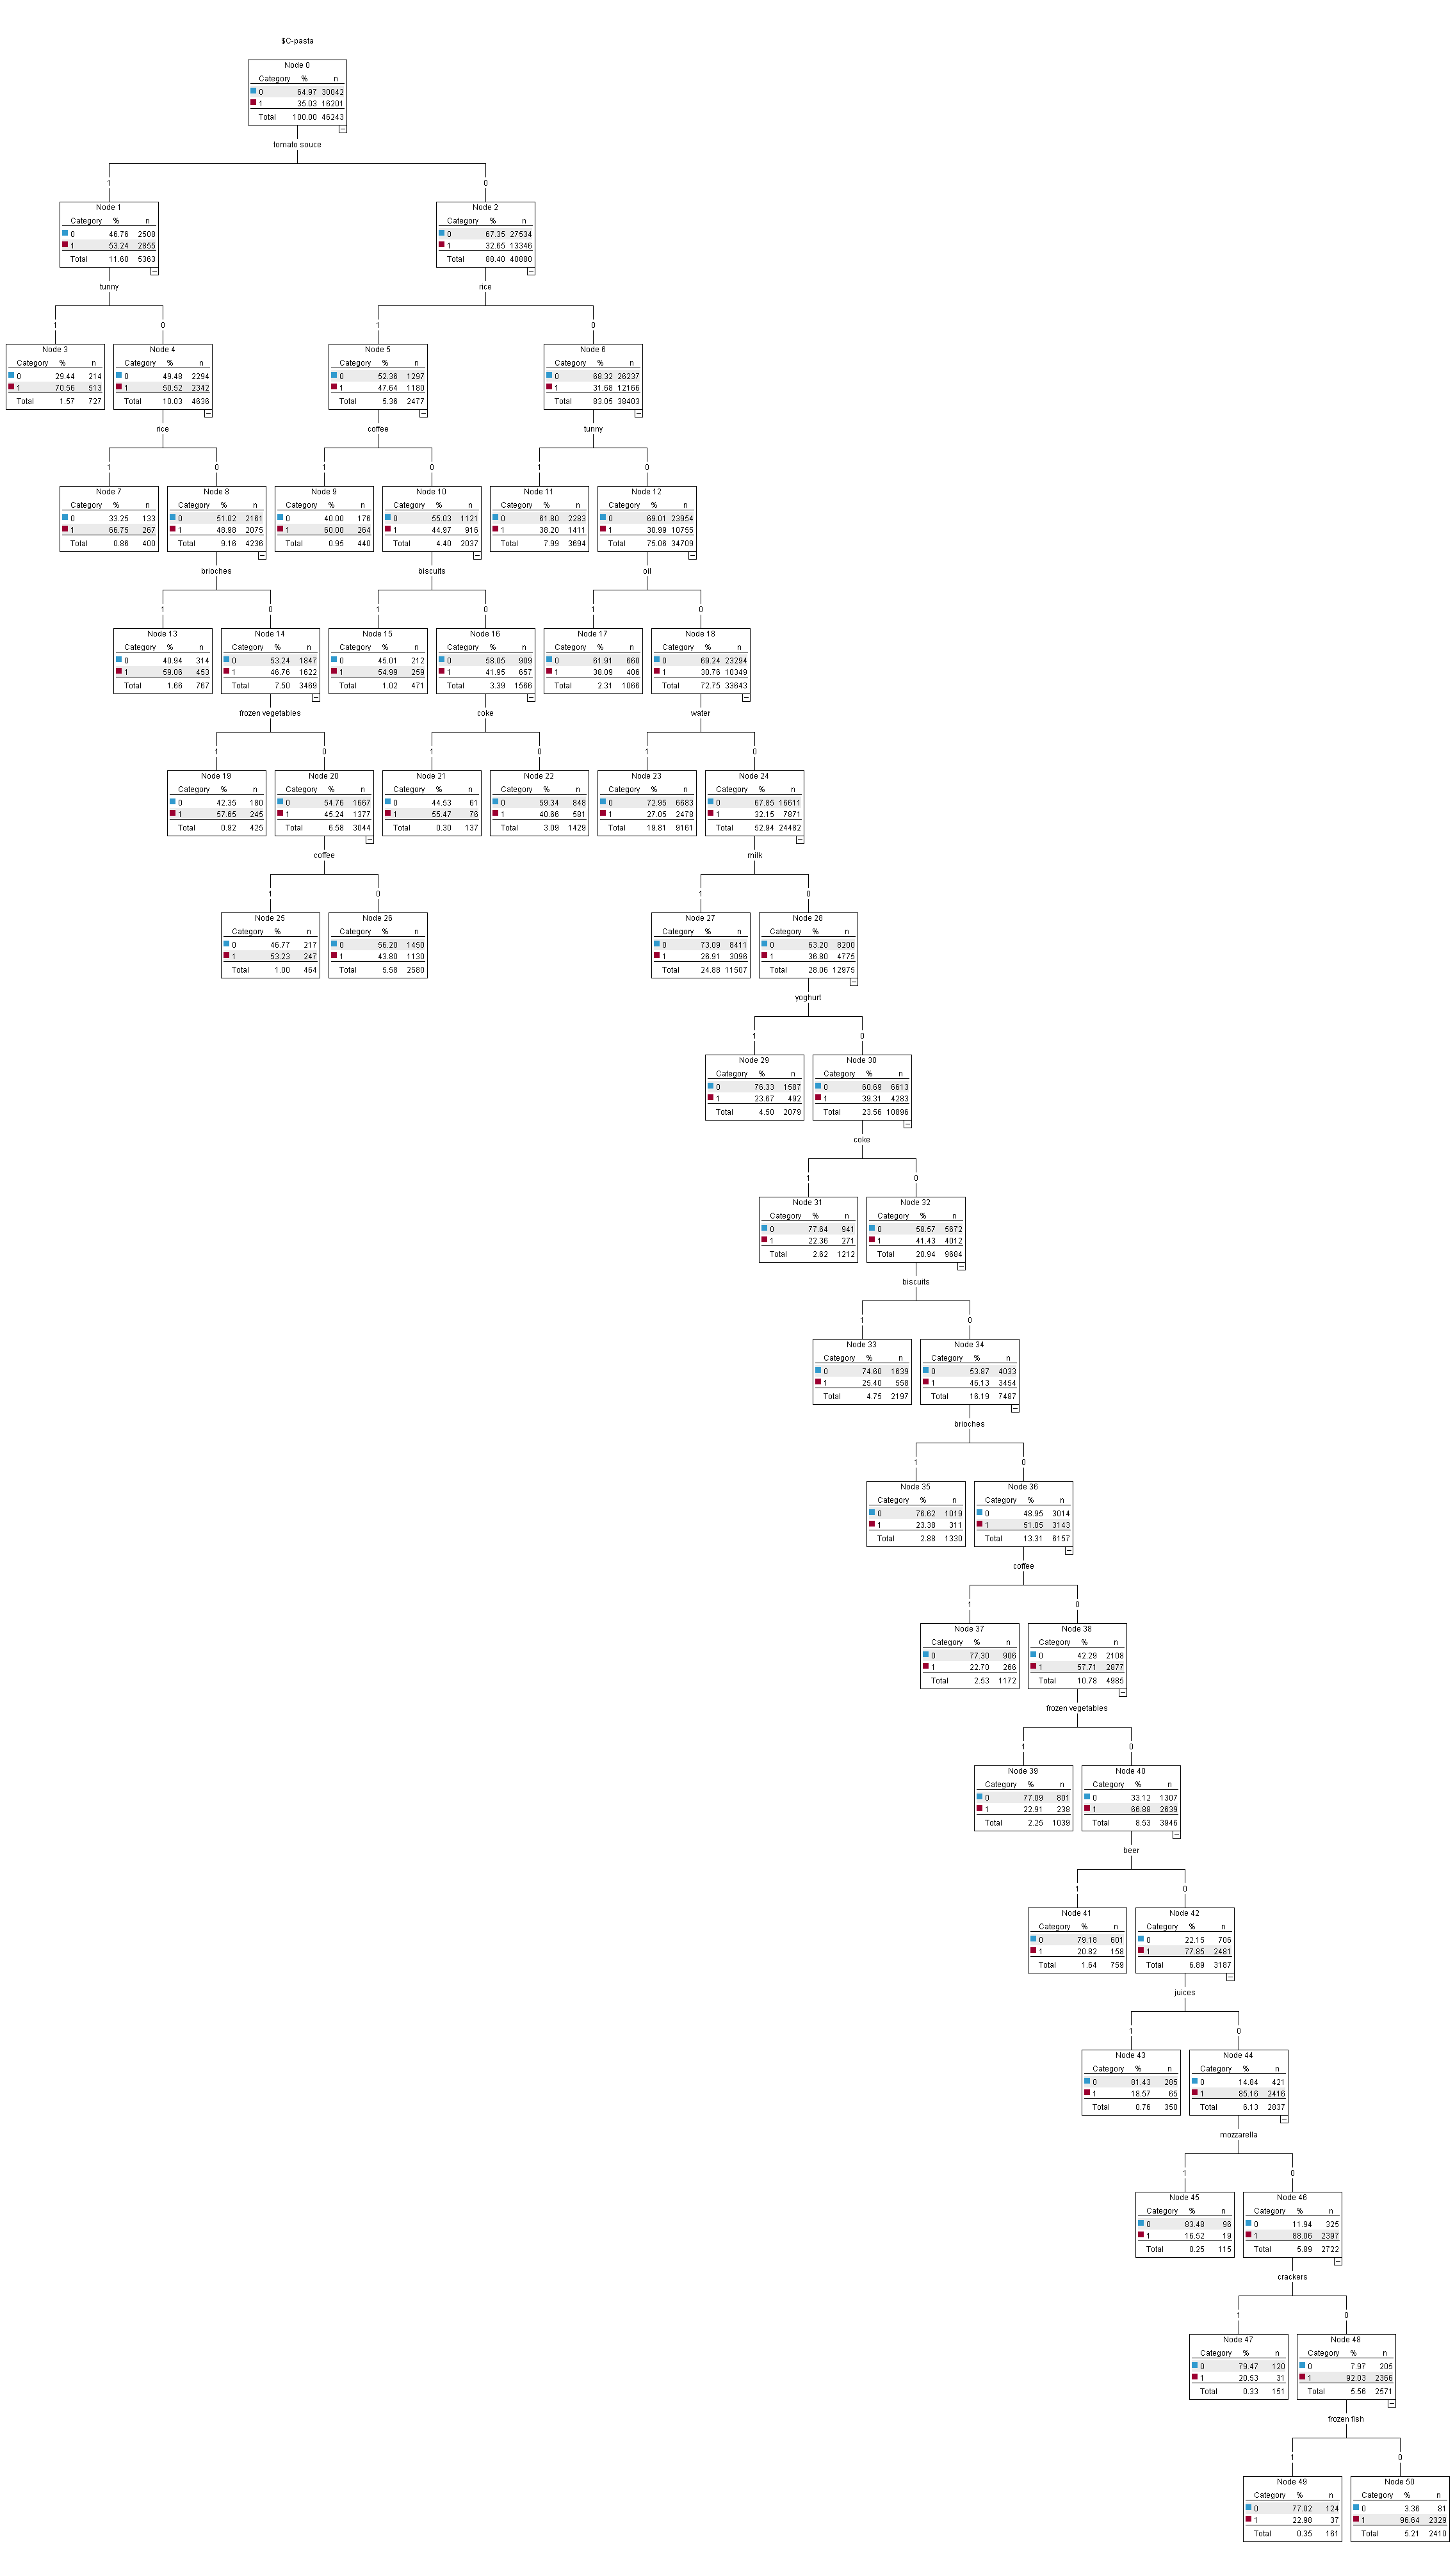 $C-pasta
Node 0
Category % n
0 64.97 30042
1 35.03 16201
Total 100.00 46243
tomato souce
1 0
Node 1
Category % n
0 46.76 2508
1 53.24 2855
Total 11.60 5363
Node 2
Category % n
0 67.35 27534
1 32.65 13346
Total 88.40 40880
tunny
rice
1 0
1 0
Node 3
Category % n
0 29.44 214
1 70.56 513
Total 1.57 727
Node 4
Category % n
0 49.48 2294
1 50.52 2342
Total 10.03 4636
Node 5
Category % n
0 52.36 1297
1 47.64 1180
Total 5.36 2477
Node 6
Category % n
0 68.32 26237
1 31.68 12166
Total 83.05 38403
rice
coffee
tunny
1 0
1 0
1 0
Node 7
Category % n
0 33.25 133
1 66.75 267
Total 0.86 400
Node 8
Category % n
0 51.02 2161
1 48.98 2075
Total 9.16 4236
Node 9
Category % n
0 40.00 176
1 60.00 264
Total 0.95 440
Node 10
Category % n
0 55.03 1121
1 44.97 916
Total 4.40 2037
Node 11
Category % n
0 61.80 2283
1 38.20 1411
Total 7.99 3694
Node 12
Category % n
0 69.01 23954
1 30.99 10755
Total 75.06 34709
brioches
biscuits
oil
1 0
1 0
1 0
Node 13
Category % n
0 40.94 314
1 59.06 453
Total 1.66 767
Node 14
Category % n
0 53.24 1847
1 46.76 1622
Total 7.50 3469
Node 15
Category % n
0 45.01 212
1 54.99 259
Total 1.02 471
Node 16
Category % n
0 58.05 909
1 41.95 657
Total 3.39 1566
Node 17
Category % n
0 61.91 660
1 38.09 406
Total 2.31 1066
Node 18
Category % n
0 69.24 23294
1 30.76 10349
Total 72.75 33643
frozen vegetables
coke
water
1 0
1 0
1 0
Node 19
Category % n
0 42.35 180
1 57.65 245
Total 0.92 425
Node 20
Category % n
0 54.76 1667
1 45.24 1377
Total 6.58 3044
Node 21
Category % n
0 44.53 61
1 55.47 76
Total 0.30 137
Node 22
Category % n
0 59.34 848
1 40.66 581
Total 3.09 1429
Node 23
Category % n
0 72.95 6683
1 27.05 2478
Total 19.81 9161
Node 24
Category % n
0 67.85 16611
1 32.15 7871
Total 52.94 24482
coffee
milk
1 0
1 0
Node 25
Category % n
0 46.77 217
1 53.23 247
Total 1.00 464
Node 26
Category % n
0 56.20 1450
1 43.80 1130
Total 5.58 2580
Node 27
Category % n
0 73.09 8411
1 26.91 3096
Total 24.88 11507
Node 28
Category % n
0 63.20 8200
1 36.80 4775
Total 28.06 12975
yoghurt
1 0
Node 29
Category % n
0 76.33 1587
1 23.67 492
Total 4.50 2079
Node 30
Category % n
0 60.69 6613
1 39.31 4283
Total 23.56 10896
coke
1 0
Node 31
Category % n
0 77.64 941
1 22.36 271
Total 2.62 1212
Node 32
Category % n
0 58.57 5672
1 41.43 4012
Total 20.94 9684
biscuits
1 0
Node 33
Category % n
0 74.60 1639
1 25.40 558
Total 4.75 2197
Node 34
Category % n
0 53.87 4033
1 46.13 3454
Total 16.19 7487
brioches
1 0
Node 35
Category % n
0 76.62 1019
1 23.38 311
Total 2.88 1330
Node 36
Category % n
0 48.95 3014
1 51.05 3143
Total 13.31 6157
coffee
1 0
Node 37
Category % n
0 77.30 906
1 22.70 266
Total 2.53 1172
Node 38
Category % n
0 42.29 2108
1 57.71 2877
Total 10.78 4985
frozen vegetables
1 0
Node 39
Category % n
0 77.09 801
1 22.91 238
Total 2.25 1039
Node 40
Category % n
0 33.12 1307
1 66.88 2639
Total 8.53 3946
beer
1 0
Node 41
Category % n
0 79.18 601
1 20.82 158
Total 1.64 759
Node 42
Category % n
0 22.15 706
1 77.85 2481
Total 6.89 3187
juices
1 0
Node 43
Category % n
0 81.43 285
1 18.57 65
Total 0.76 350
Node 44
Category % n
0 14.84 421
1 85.16 2416
Total 6.13 2837
mozzarella
1 0
Node 45
Category % n
0 83.48 96
1 16.52 19
Total 0.25 115
Node 46
Category % n
0 11.94 325
1 88.06 2397
Total 5.89 2722
crackers
1 0
Node 47
Category % n
0 79.47 120
1 20.53 31
Total 0.33 151
Node 48
Category % n
0 7.97 205
1 92.03 2366
Total 5.56 2571
frozen fish
1 0
Node 49
Category % n
0 77.02 124
1 22.98 37
Total 0.35 161
Node 50
Category % n
0 3.36 81
1 96.64 2329
Total 5.21 2410